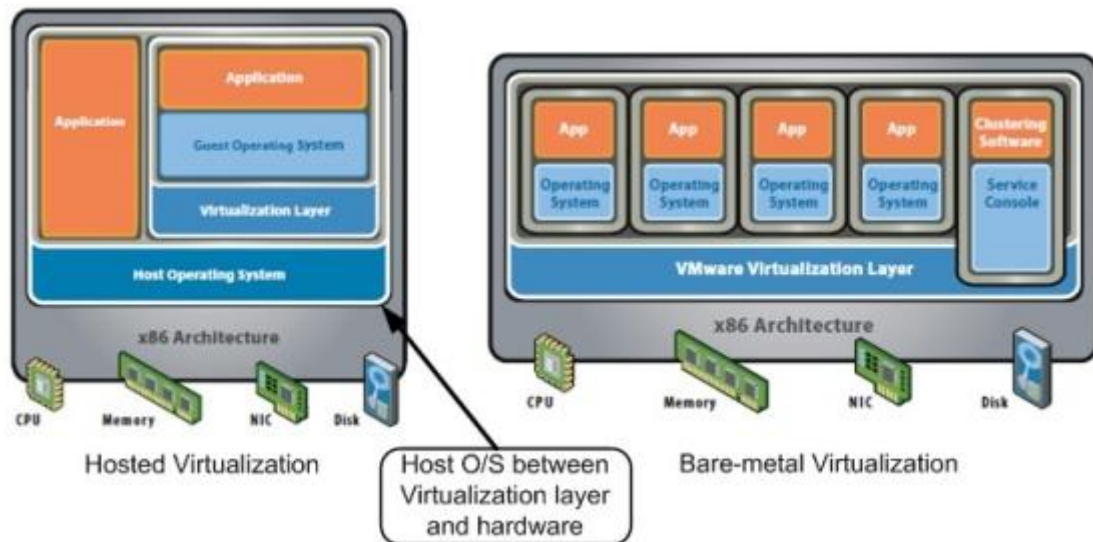 Application
Application
Guest Operating System
Virtualization Layer
Host Operating System
x86 Architecture
CPU
Memory
NIC
Disk
Hosted Virtualization
Host O/S between
Virtualization layer
and hardware
App
App
App
App
Clustering
Software
Operating
System
Operating
System
Operating
System
Operating
System
Service
Console
VMware Virtualization Layer
x86 Architecture
CPU
Memory
NIC
Disk
Bare-metal Virtualization